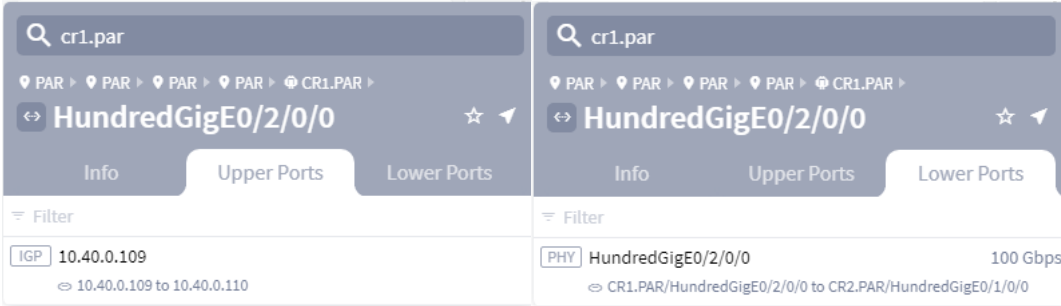 cr1.par
PAR PAR PAR PAR CR1.PAR
HundredGigE0/2/0/0
Info Upper Ports Lower Ports
Filter
IGP 10.40.0.109
10.40.0.109 to 10.40.0.110
cr1.par
PAR PAR PAR PAR CR1.PAR
HundredGigE0/2/0/0
Info Upper Ports Lower Ports
Filter
PHY HundredGigE0/2/0/0 100 Gbps
CR1.PAR/HundredGigE0/2/0/0 to CR2.PAR/HundredGigE0/1/0/0